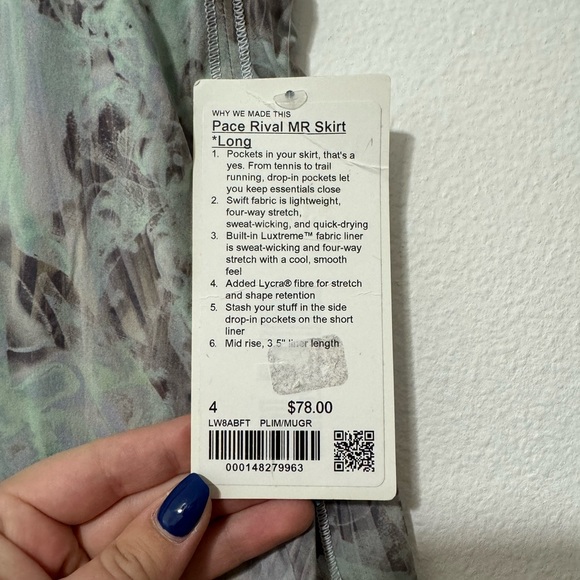 WHY WE MADE THIS
Pace Rival MR Skirt
*Long
1. Pockets in your skirt, that's a
yes. From tennis to trail
running, drop-in pockets let
you keep essentials close
2. Swift fabric is lightweight,
four-way stretch,
sweat-wicking, and quick-drying
3. Built-in Luxtreme™ fabric liner
is sweat-wicking and four-way
stretch with a cool, smooth
feel
4. Added Lycra® fibre for stretch
and shape retention
5. Stash your stuff in the side
drop-in pockets on the short
liner
6. Mid rise, 3.5" liner length
4 $78.00
LW8ABFT PLIM/MUGR
000148279963